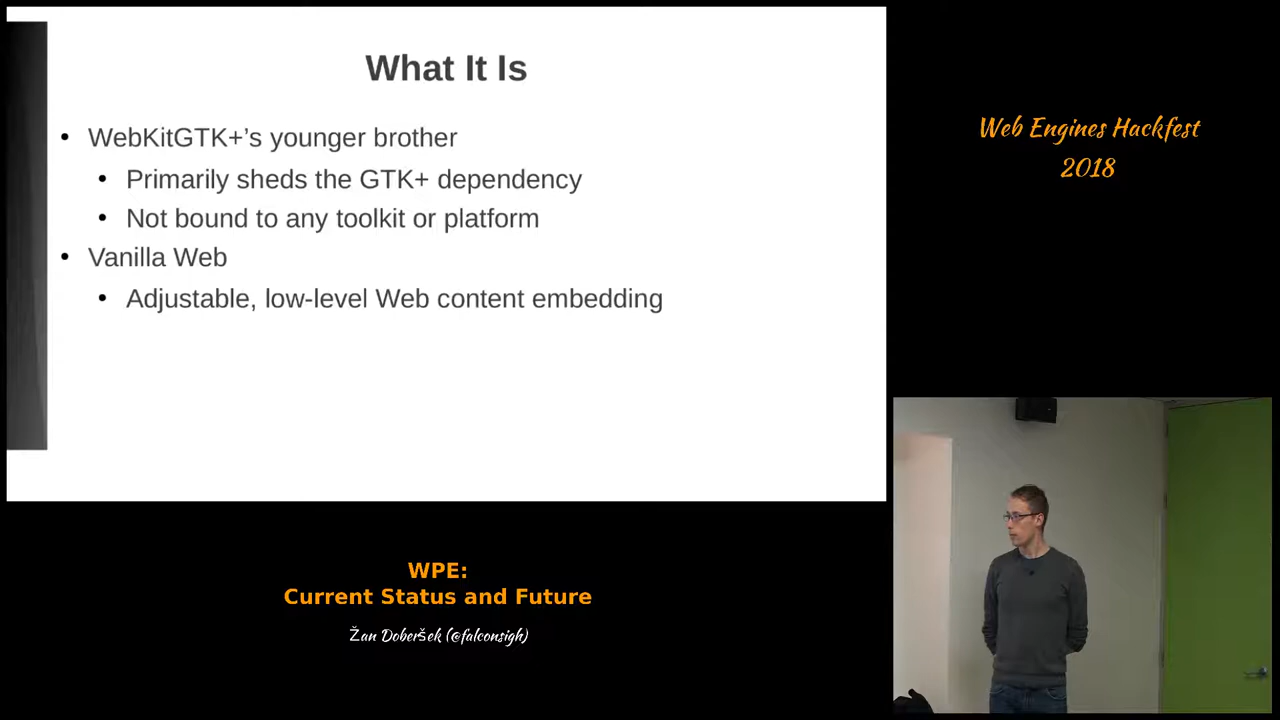 What It Is
• WebKitGTK+’s younger brother
• Primarily sheds the GTK+ dependency
• Not bound to any toolkit or platform
• Vanilla Web
• Adjustable, low-level Web content embedding
Web Engines Hackfest
2018
WPE:
Current Status and Future
Žan Doberšek (@falconsigh)